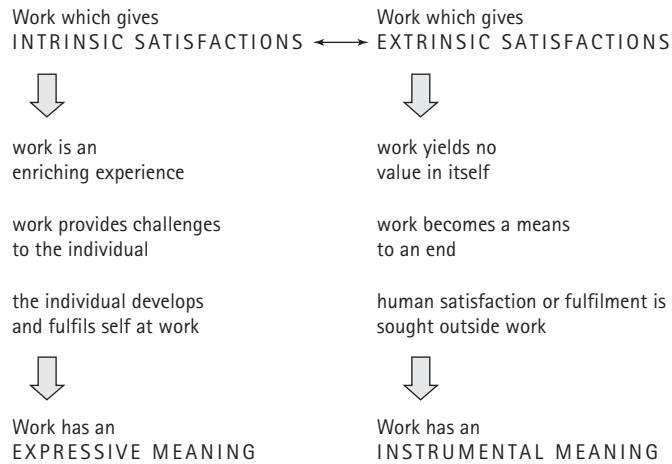 Work which gives
INTRINSIC SATISFACTIONS
work is an
enriching experience
work provides challenges
to the individual
the individual develops
and fulfils self at work
Work has an
EXPRESSIVE MEANING
Work which gives
EXTRINSIC SATISFACTIONS
work yields no
value in itself
work becomes a means
to an end
human satisfaction or fulfilment is
sought outside work
Work has an
INSTRUMENTAL MEANING